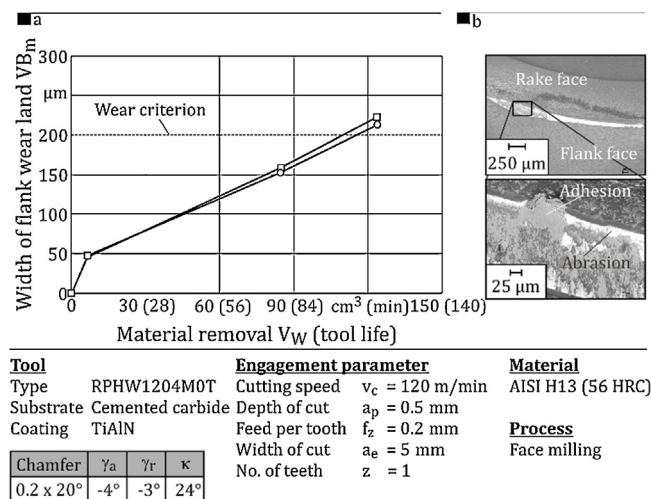 a
b
300
μm
200
150
100
50
0
Width of flank wear land VBm
Wear criterion
0 30 (28) 60 (56) 90 (84) cm³ (min) 150 (140)
Material removal VW (tool life)
Rake face
250 μm
Flank face
Adhesion
Abrasion
25 μm
Tool
Type RPHW1204M0T
Substrate Cemented carbide
Coating TiAlN
Chamfer γa γr κ
0.2 x 20° -4° -3° 24°
Engagement parameter
Cutting speed vc = 120 m/min
Depth of cut ap = 0.5 mm
Feed per tooth fz = 0.2 mm
Width of cut ae = 5 mm
No. of teeth z = 1
Material
AISI H13 (56 HRC)
Process
Face milling